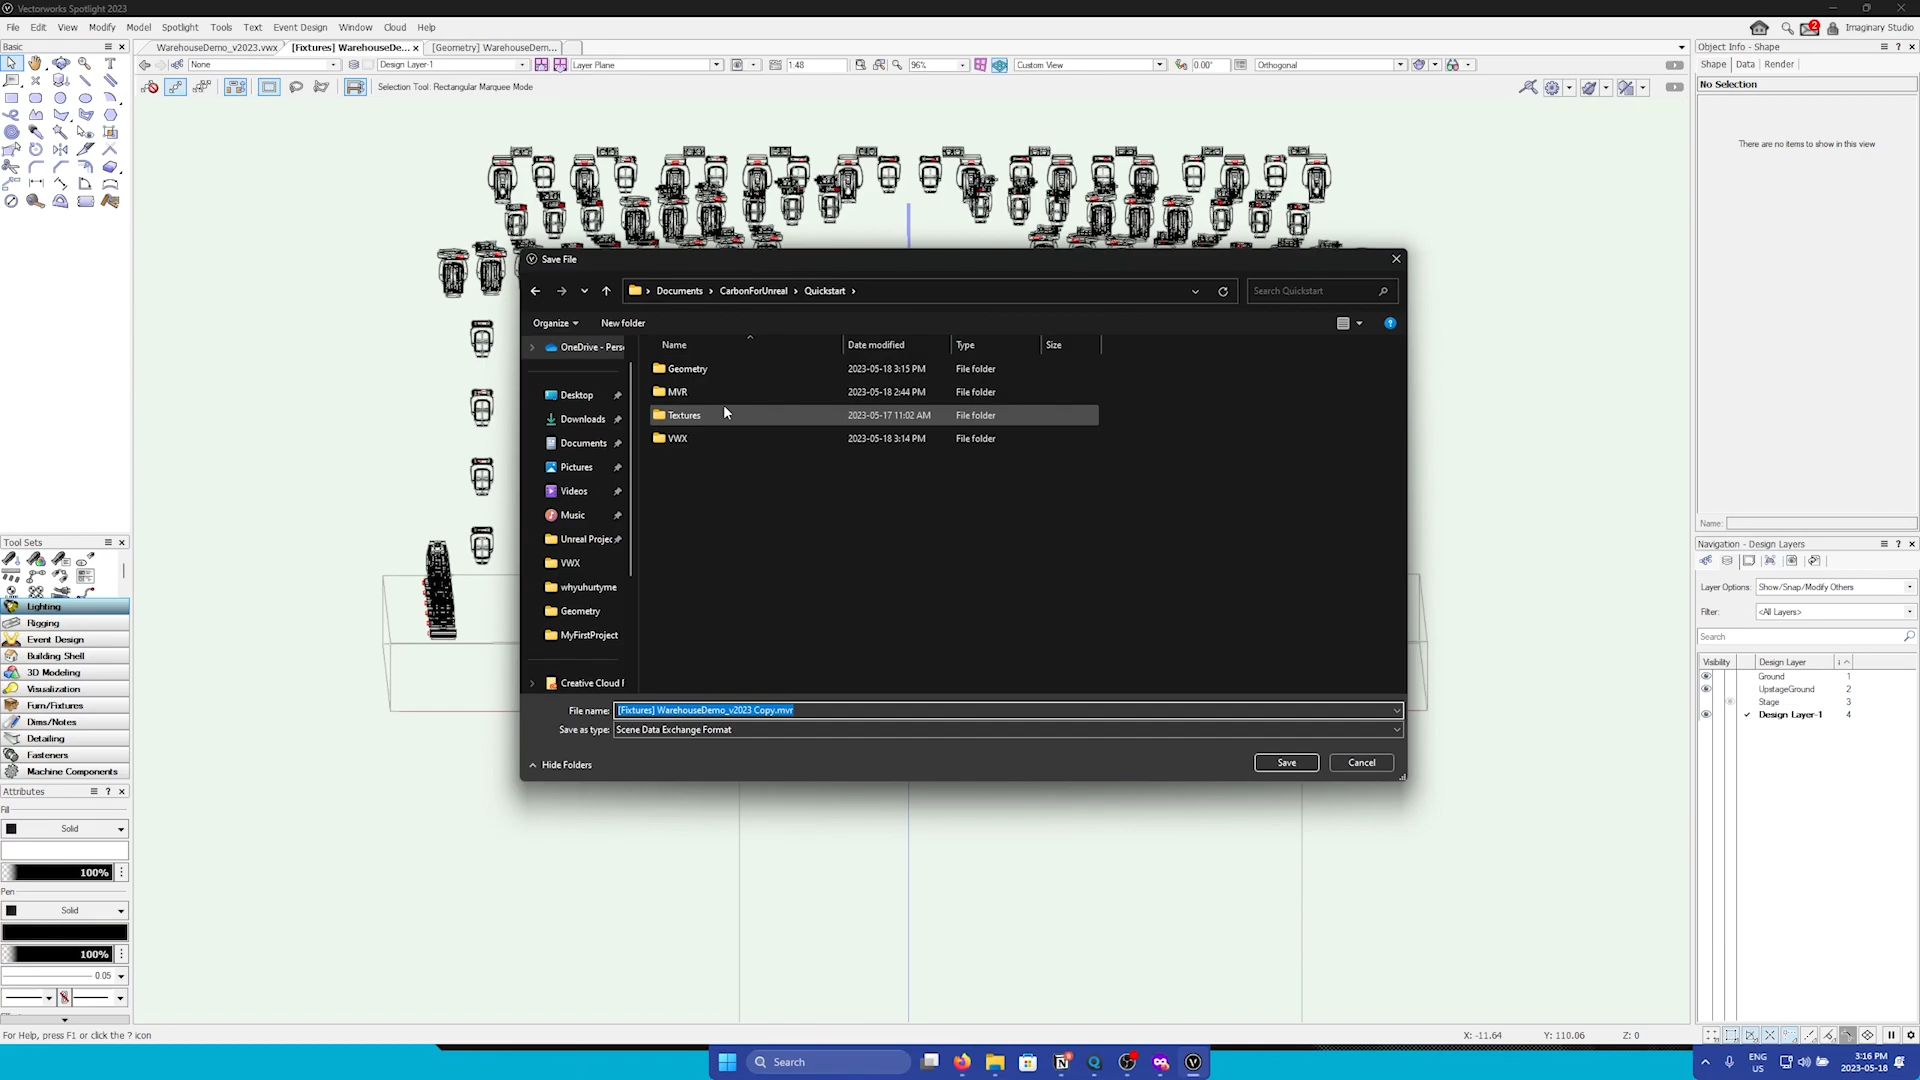 Vectorworks Spotlight 2023
File Edit View Modify Model Spotlight Tools Text Event Design Window Cloud Help
Imaginary Studio
2
Basic
WarehouseDemo_v2023.vwx
[Fixtures] WarehouseDe... ×
[Geometry] WarehouseDem...
None
Design Layer-1
Layer Plane
1:48
96%
Custom View
0.00°
Orthogonal
Selection Tool: Rectangular Marquee Mode
Object Info - Shape
Shape Data Render
No Selection
There are no items to show in this view
Name:
Save File
Documents > CarbonForUnreal > Quickstart >
Search Quickstart
Organize
New folder
Name Date modified Type Size
Geometry 2023-05-18 3:15 PM File folder
MVR 2023-05-18 2:44 PM File folder
Textures 2023-05-17 11:02 AM File folder
VWX 2023-05-18 3:14 PM File folder
OneDrive - Pers
Desktop
Downloads
Documents
Pictures
Videos
Music
Unreal Projec
VWX
whyuhurtyme
Geometry
MyFirstProject
Creative Cloud F
File name: [Fixtures] WarehouseDemo_v2023 Copy.mvr
Save as type: Scene Data Exchange Format
Hide Folders
Save
Cancel
Tool Sets
Lighting
Rigging
Event Design
Building Shell
3D Modeling
Visualization
Furn/Fixtures
Dims/Notes
Detailing
Fasteners
Machine Components
Attributes
Fill
Solid
100%
Pen
Solid
100%
0.05
Navigation - Design Layers
Layer Options: Show/Snap/Modify Others
Filter: <All Layers>
Search
Visibility Design Layer
Ground 1
UpstageGround 2
Stage 3
Design Layer-1 4
For Help, press F1 or click the ? icon
X: -11.64 Y: 110.06 Z: 0
Search
ENG
US
3:16 PM
2023-05-18